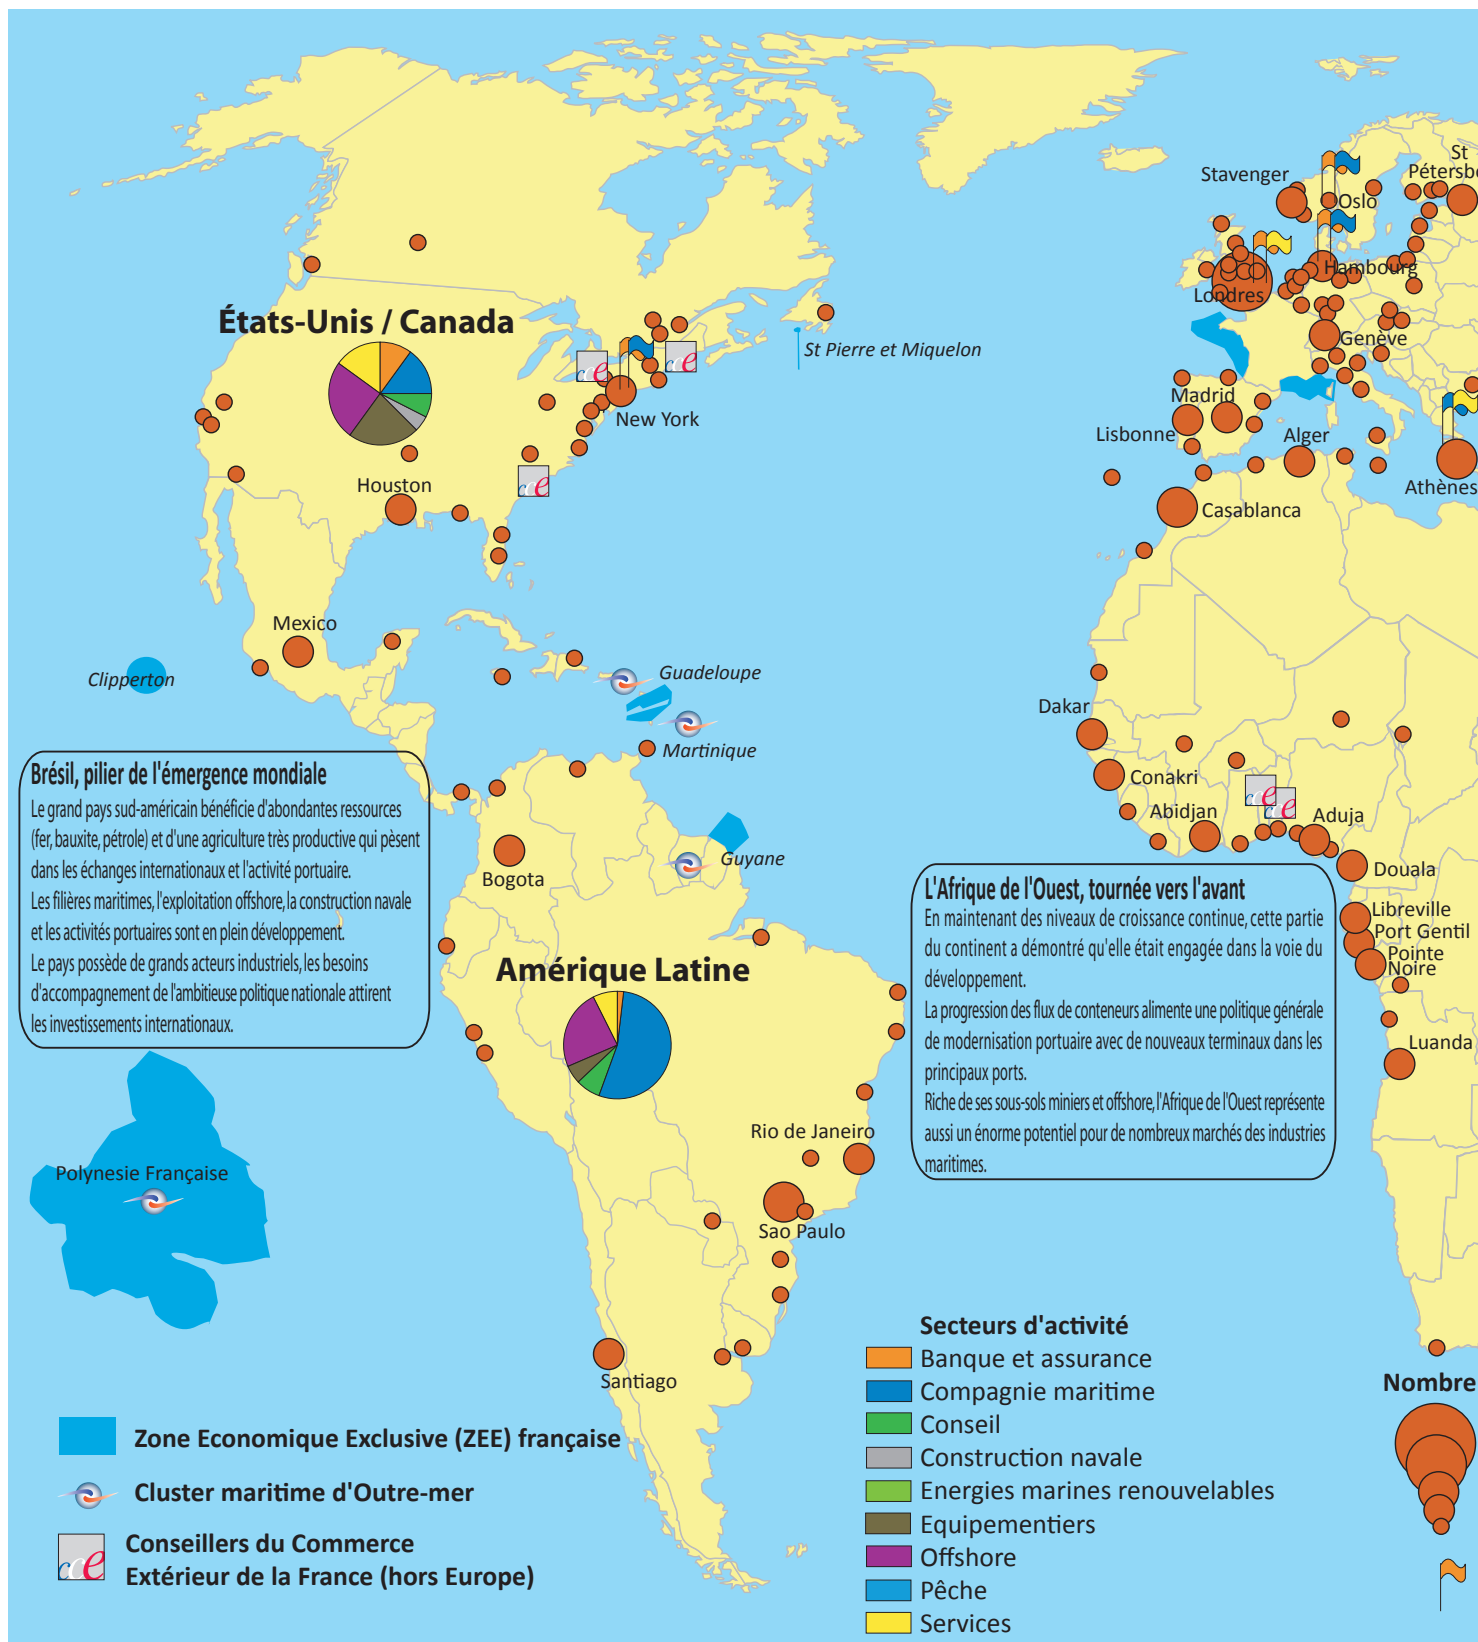 Stavenger
St
Pétersbo
Oslo
Hambourg
Londres
États-Unis / Canada
St Pierre et Miquelon
Genève
cce
cce
New York
Madrid
Lisbonne
Alger
Athènes
Houston
cce
Casablanca
Mexico
Clipperton
Guadeloupe
Martinique
Dakar
Conakri
Abidjan
cce
cce
Aduja
Douala
Libreville
Port Gentil
Pointe
Noire
Luanda
Brésil, pilier de l'émergence mondiale
Le grand pays sud-américain bénéficie d'abondantes ressources
(fer, bauxite, pétrole) et d'une agriculture très productive qui pèsent
dans les échanges internationaux et l'activité portuaire.
Les filières maritimes, l'exploitation offshore, la construction navale
et les activités portuaires sont en plein développement.
Le pays possède de grands acteurs industriels, les besoins
d'accompagnement de l'ambitieuse politique nationale attirent
les investissements internationaux.
Bogota
Guyane
Amérique Latine
L'Afrique de l'Ouest, tournée vers l'avant
En maintenant des niveaux de croissance continue, cette partie
du continent a démontré qu'elle était engagée dans la voie du
développement.
La progression des flux de conteneurs alimente une politique générale
de modernisation portuaire avec de nouveaux terminaux dans les
principaux ports.
Riche de ses sous-sols miniers et offshore, l'Afrique de l'Ouest représente
aussi un énorme potentiel pour de nombreux marchés des industries
maritimes.
Polynesie Française
Rio de Janeiro
Sao Paulo
Santiago
Zone Economique Exclusive (ZEE) française
Cluster maritime d'Outre-mer
cce
Conseillers du Commerce
Extérieur de la France (hors Europe)
Secteurs d'activité
Banque et assurance
Compagnie maritime
Conseil
Construction navale
Energies marines renouvelables
Equipementiers
Offshore
Pêche
Services
Nombre